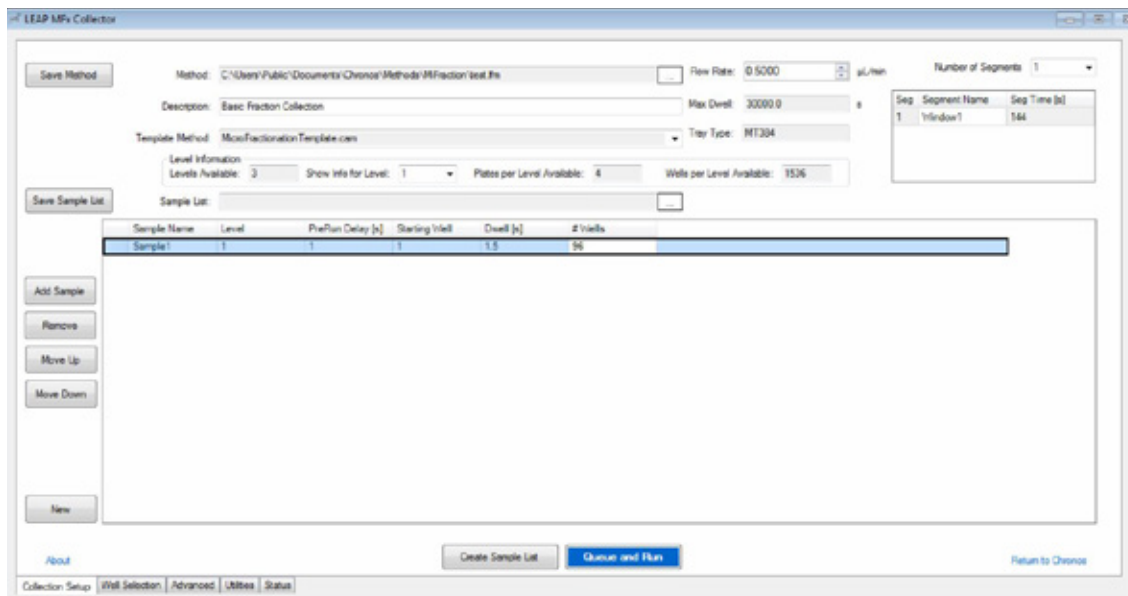 LEAP MFx Collector
Save Method Method: C:\Users\Public\Documents\Chronos\Methods\MFraction\test.fm ... Flow Rate: 0.5000 µL/min Number of Segments 1
Description: Basic Fraction Collection Max Dwell: 30000.0 s Seg Segment Name Seg Time [s]
1 Window1 144
Template Method MicroFractionationTemplate.cam Tray Type: MT384
Level Information
Levels Available: 3 Show Info for Level: 1 Plates per Level Available: 4 Wells per Level Available: 1536
Save Sample List Sample List: ...
Sample Name Level PreRun Delay [s] Starting Well Dwell [s] # Wells
Sample1 1 1 1 1.5 96
Add Sample
Remove
Move Up
Move Down
New
About Create Sample List Queue and Run Return to Chronos
Collection Setup Well Selection Advanced Utilities Status